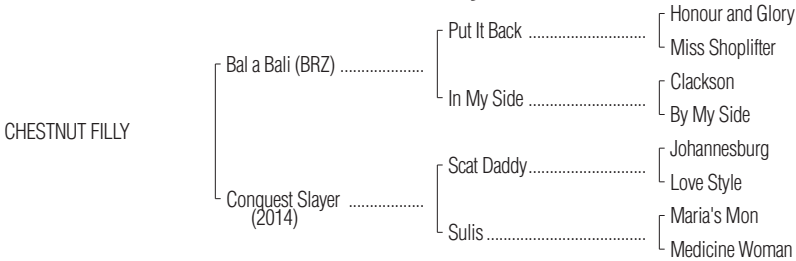 Honour and Glory
Put It Back ............................
Miss Shoplifter
Bal a Bali (BRZ) ....................
Clackson
In My Side ............................
By My Side
CHESTNUT FILLY
Johannesburg
Scat Daddy............................
Love Style
Conquest Slayer ..................
(2014)
Maria's Mon
Sulis ......................................
Medicine Woman